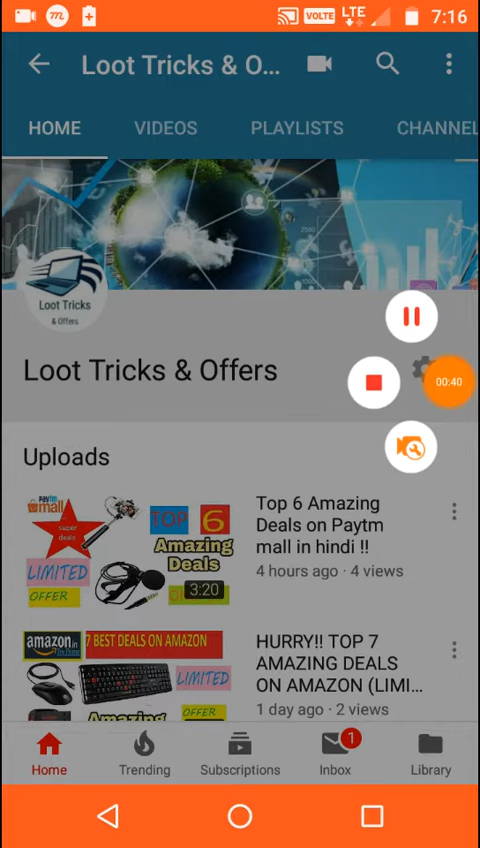 VOLTE
LTE
7:16
Loot Tricks & O...
HOME
VIDEOS
PLAYLISTS
CHANNEL
Loot Tricks
& Offers
Loot Tricks & Offers
00:40
Uploads
paytm
mall
super
deals
TOP
6
Amazing
Deals
LIMITED
OFFER
3:20
Top 6 Amazing
Deals on Paytm
mall in hindi !!
4 hours ago · 4 views
amazon.in
7 BEST DEALS ON AMAZON
LIMITED
OFFER
Amazing
HURRY!! TOP 7
AMAZING DEALS
ON AMAZON (LIMI...
1 day ago · 2 views
1
Home
Trending
Subscriptions
Inbox
Library